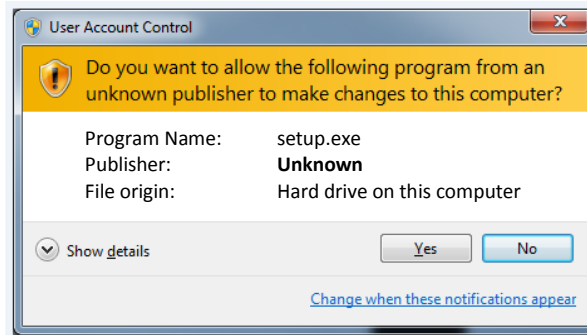 User Account Control
Do you want to allow the following program from an
unknown publisher to make changes to this computer?
Program Name: setup.exe
Publisher: Unknown
File origin: Hard drive on this computer
Show details
Yes No
Change when these notifications appear